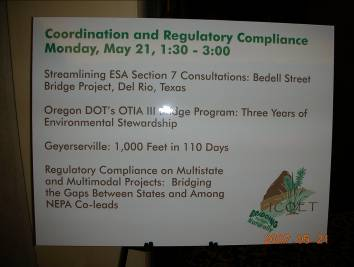 Coordination and Regulatory Compliance
Monday, May 21, 1:30 - 3:00
Streamlining ESA Section 7 Consultations: Bedell Street
Bridge Project, Del Rio, Texas
Oregon DOT's OTIA III Bridge Program: Three Years of
Environmental Stewardship
Geyserville: 1,000 Feet in 110 Days
Regulatory Compliance on Multistate
and Multimodal Projects: Bridging
the Gaps Between States and Among
NEPA Co-leads
ICOET
2007 05 21